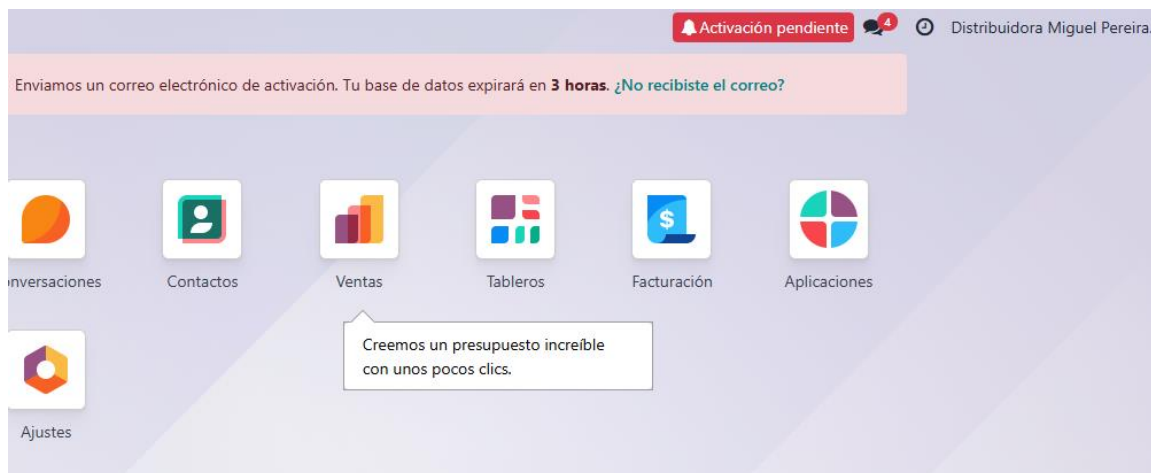 Activación pendiente 4 Distribuidora Miguel Pereira
Enviamos un correo electrónico de activación. Tu base de datos expirará en 3 horas. ¿No recibiste el correo?
$
onversaciones Contactos Ventas Tableros Facturación Aplicaciones
Creemos un presupuesto increíble
con unos pocos clics.
Ajustes